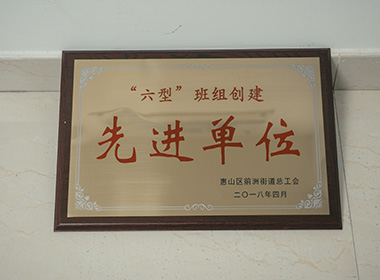 “六型”班组创建
先进单位
惠山区前洲街道总工会
二〇一八年四月